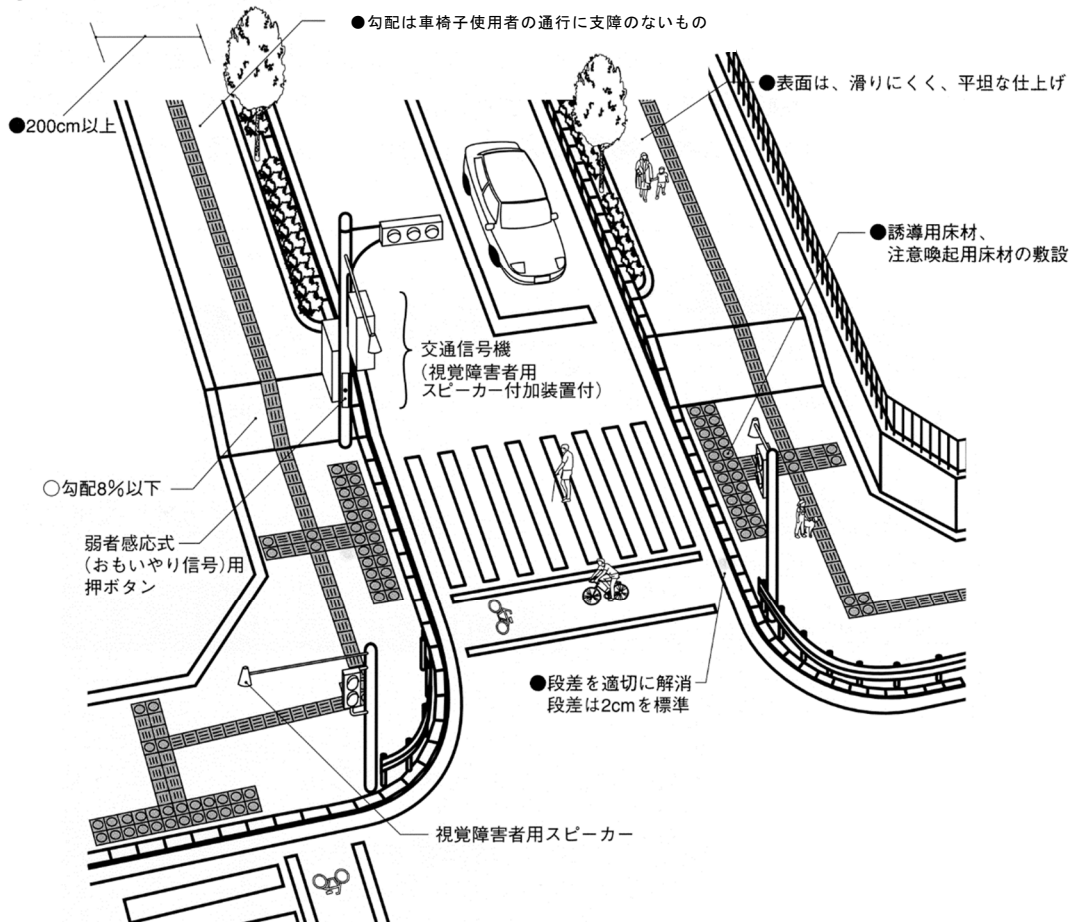 ●勾配は車椅子使用者の通行に支障のないもの
●表面は、滑りにくく、平坦な仕上げ
●200cm以上
●誘導用床材、
注意喚起用床材の敷設
交通信号機
(視覚障害者用
スピーカー付加装置付)
○勾配8%以下
弱者感応式
(おもいやり信号)用
押ボタン
●段差を適切に解消
段差は2cmを標準
視覚障害者用スピーカー